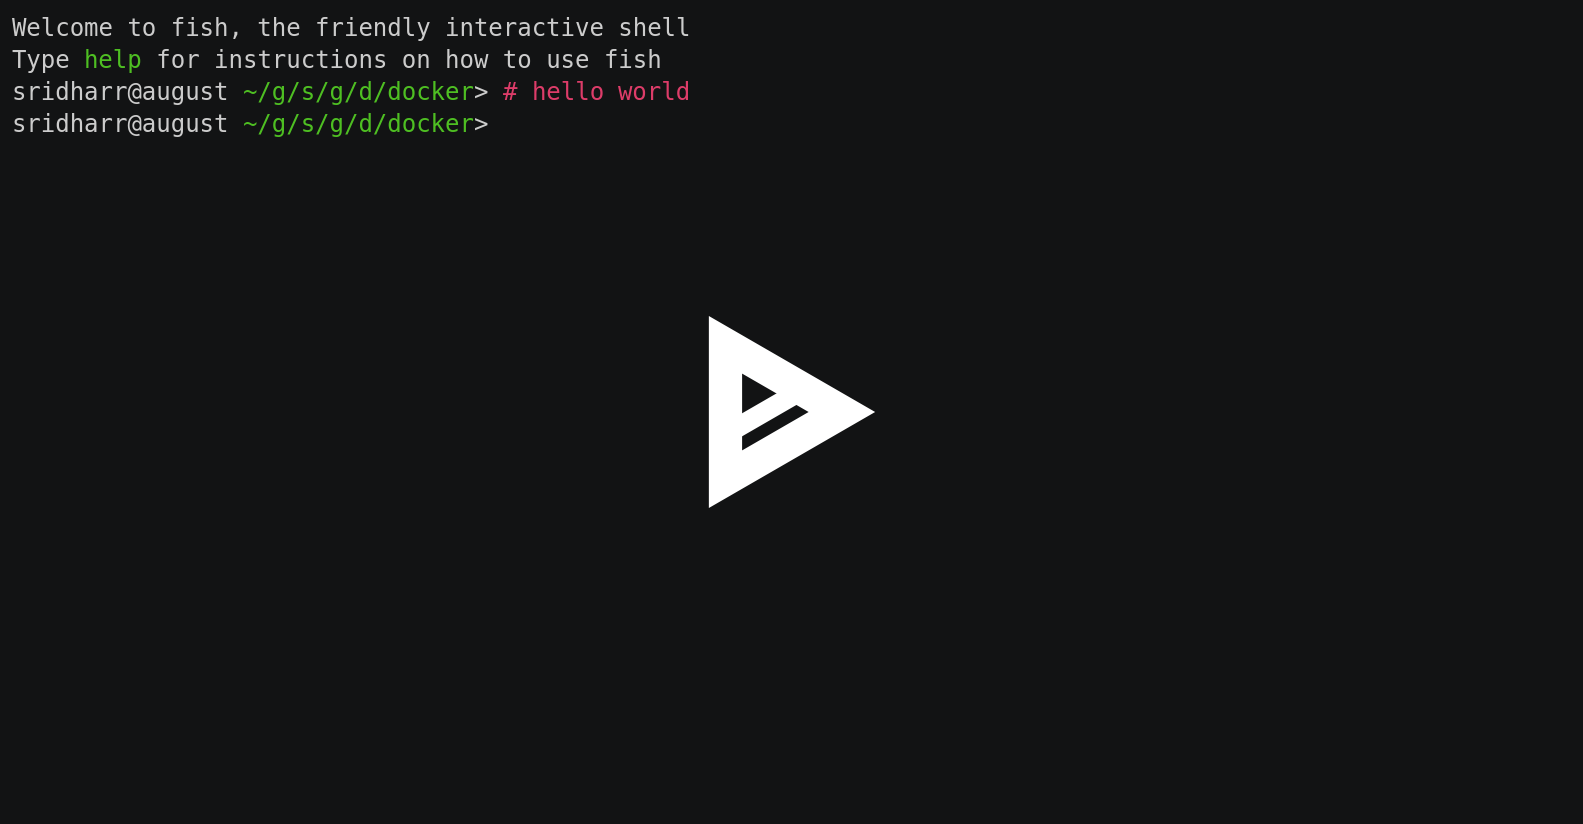 Welcome to fish, the friendly interactive shell
Type help for instructions on how to use fish
sridharr@august ~/g/s/g/d/docker> # hello world
sridharr@august ~/g/s/g/d/docker>